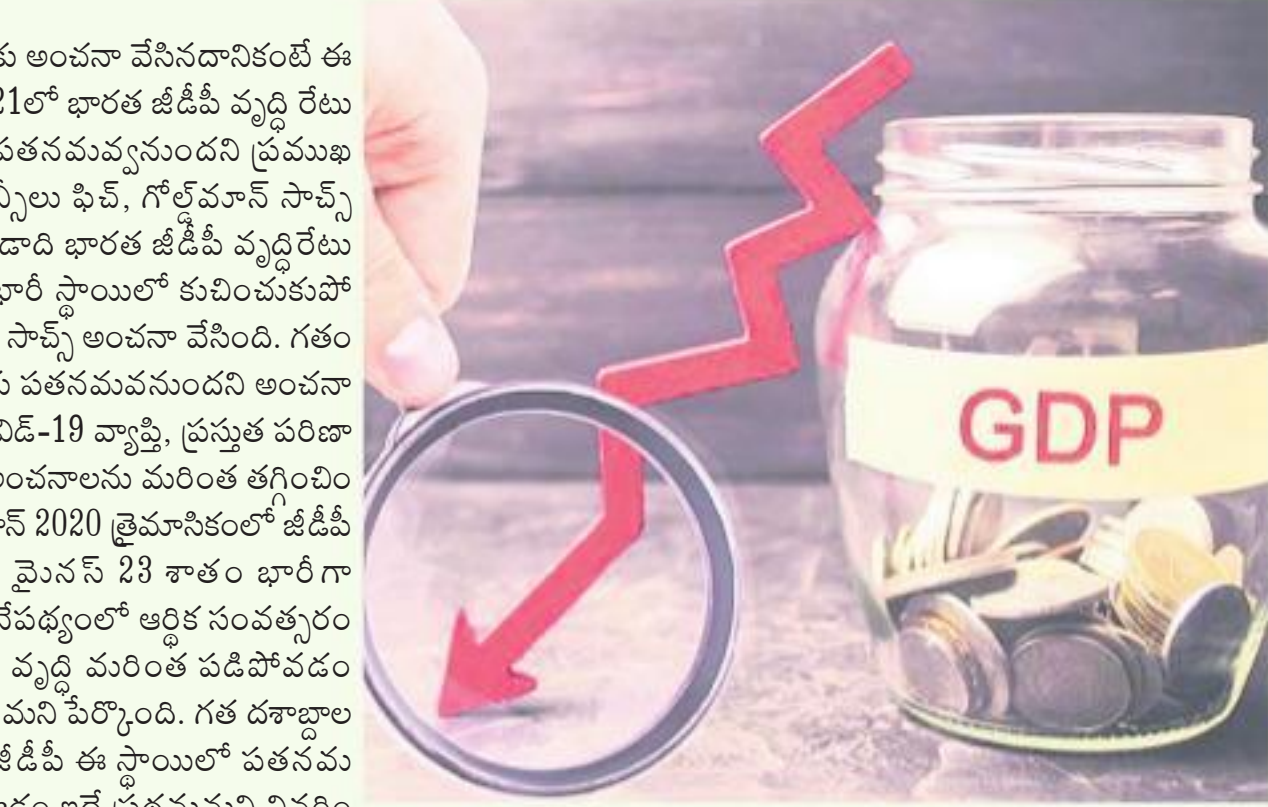 అంచనా వేసినదానికంటే ఈ
21లో భారత జీడీపీ వృద్ధి రేటు
పతనమవ్వనుందని ప్రముఖ
న్సీలు ఫిచ్, గోల్డ్‌మాన్ సాచ్స్
డాది భారత జీడీపీ వృద్ధిరేటు
భారీ స్థాయిలో కుచించుకుపో
సాచ్స్ అంచనా వేసింది. గతం
పతనమవనుందని అంచనా
విడ్-19 వ్యాప్తి, ప్రస్తుత పరిణా
అంచనాలను మరింత తగ్గించిం
న్ 2020 త్రైమాసికంలో జీడీపీ
మైనస్ 23 శాతం భారీగా
నేపథ్యంలో ఆర్థిక సంవత్సరం
వృద్ధి మరింత పడిపోవడం
మని పేర్కొంది. గత దశాబ్దాల
జీడీపీ ఈ స్థాయిలో పతనమ
GDP